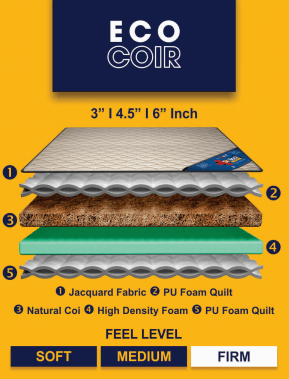 ECO
COIR
3” I 4.5” I 6” Inch
1
2
3
4
5
1 Jacquard Fabric 2 PU Foam Quilt
3 Natural Coi 4 High Density Foam 5 PU Foam Quilt
FEEL LEVEL
SOFT MEDIUM FIRM